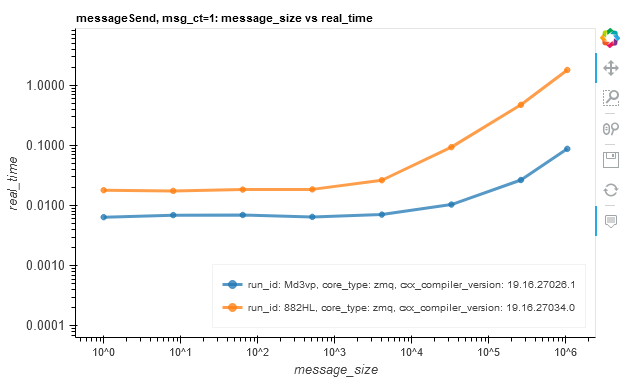 messageSend, msg_ct=1: message_size vs real_time
1.0000
0.1000
0.0100
0.0010
0.0001
real_time
run_id: Md3vp, core_type: zmq, cxx_compiler_version: 19.16.27026.1
run_id: 882HL, core_type: zmq, cxx_compiler_version: 19.16.27034.0
10^0 10^1 10^2 10^3 10^4 10^5 10^6
message_size